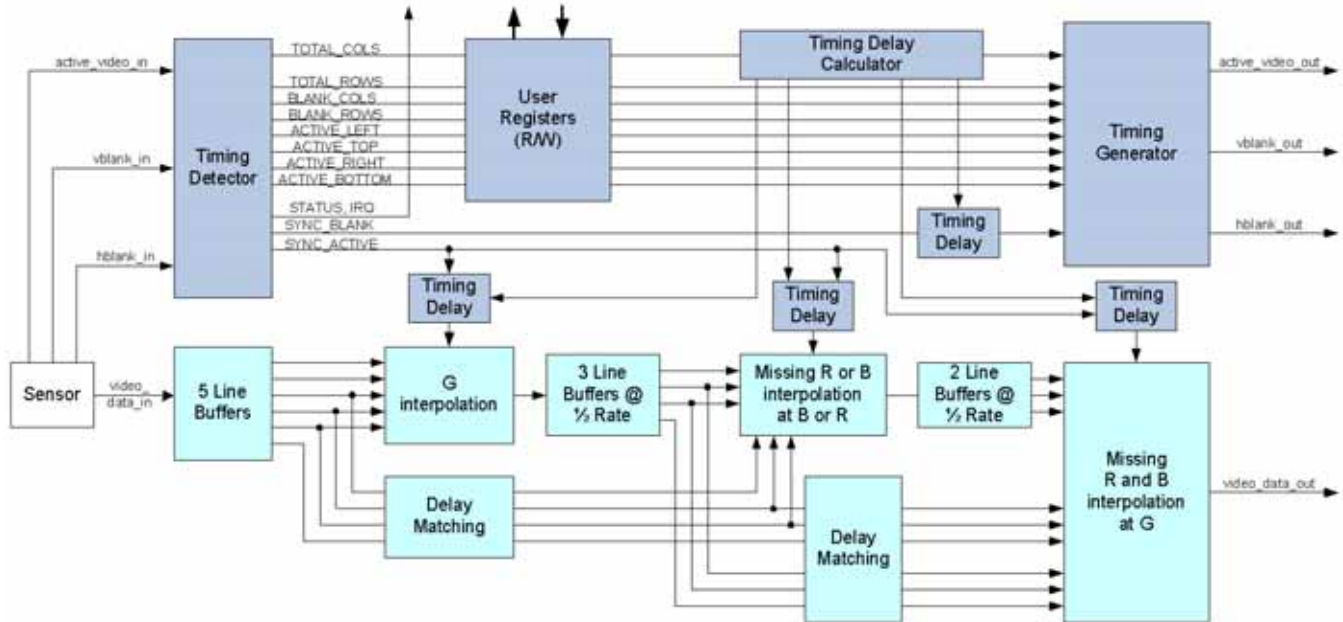 active_video_in
vblank_in
hblank_in
Timing
Detector
TOTAL_COLS
TOTAL_ROWS
BLANK_COLS
BLANK_ROWS
ACTIVE_LEFT
ACTIVE_TOP
ACTIVE_RIGHT
ACTIVE_BOTTOM
STATUS, IRQ
SYNC_BLANK
SYNC_ACTIVE
User
Registers
(R/W)
Timing Delay
Calculator
Timing
Delay
Timing
Generator
active_video_out
vblank_out
hblank_out
Timing
Delay
Timing
Delay
Timing
Delay
Sensor
video_
data_in
5 Line
Buffers
G
interpolation
3 Line
Buffers @
½ Rate
Missing R or B
interpolation
at B or R
2 Line
Buffers @
½ Rate
Missing
R and B
interpolation
at G
video_data_out
Delay
Matching
Delay
Matching